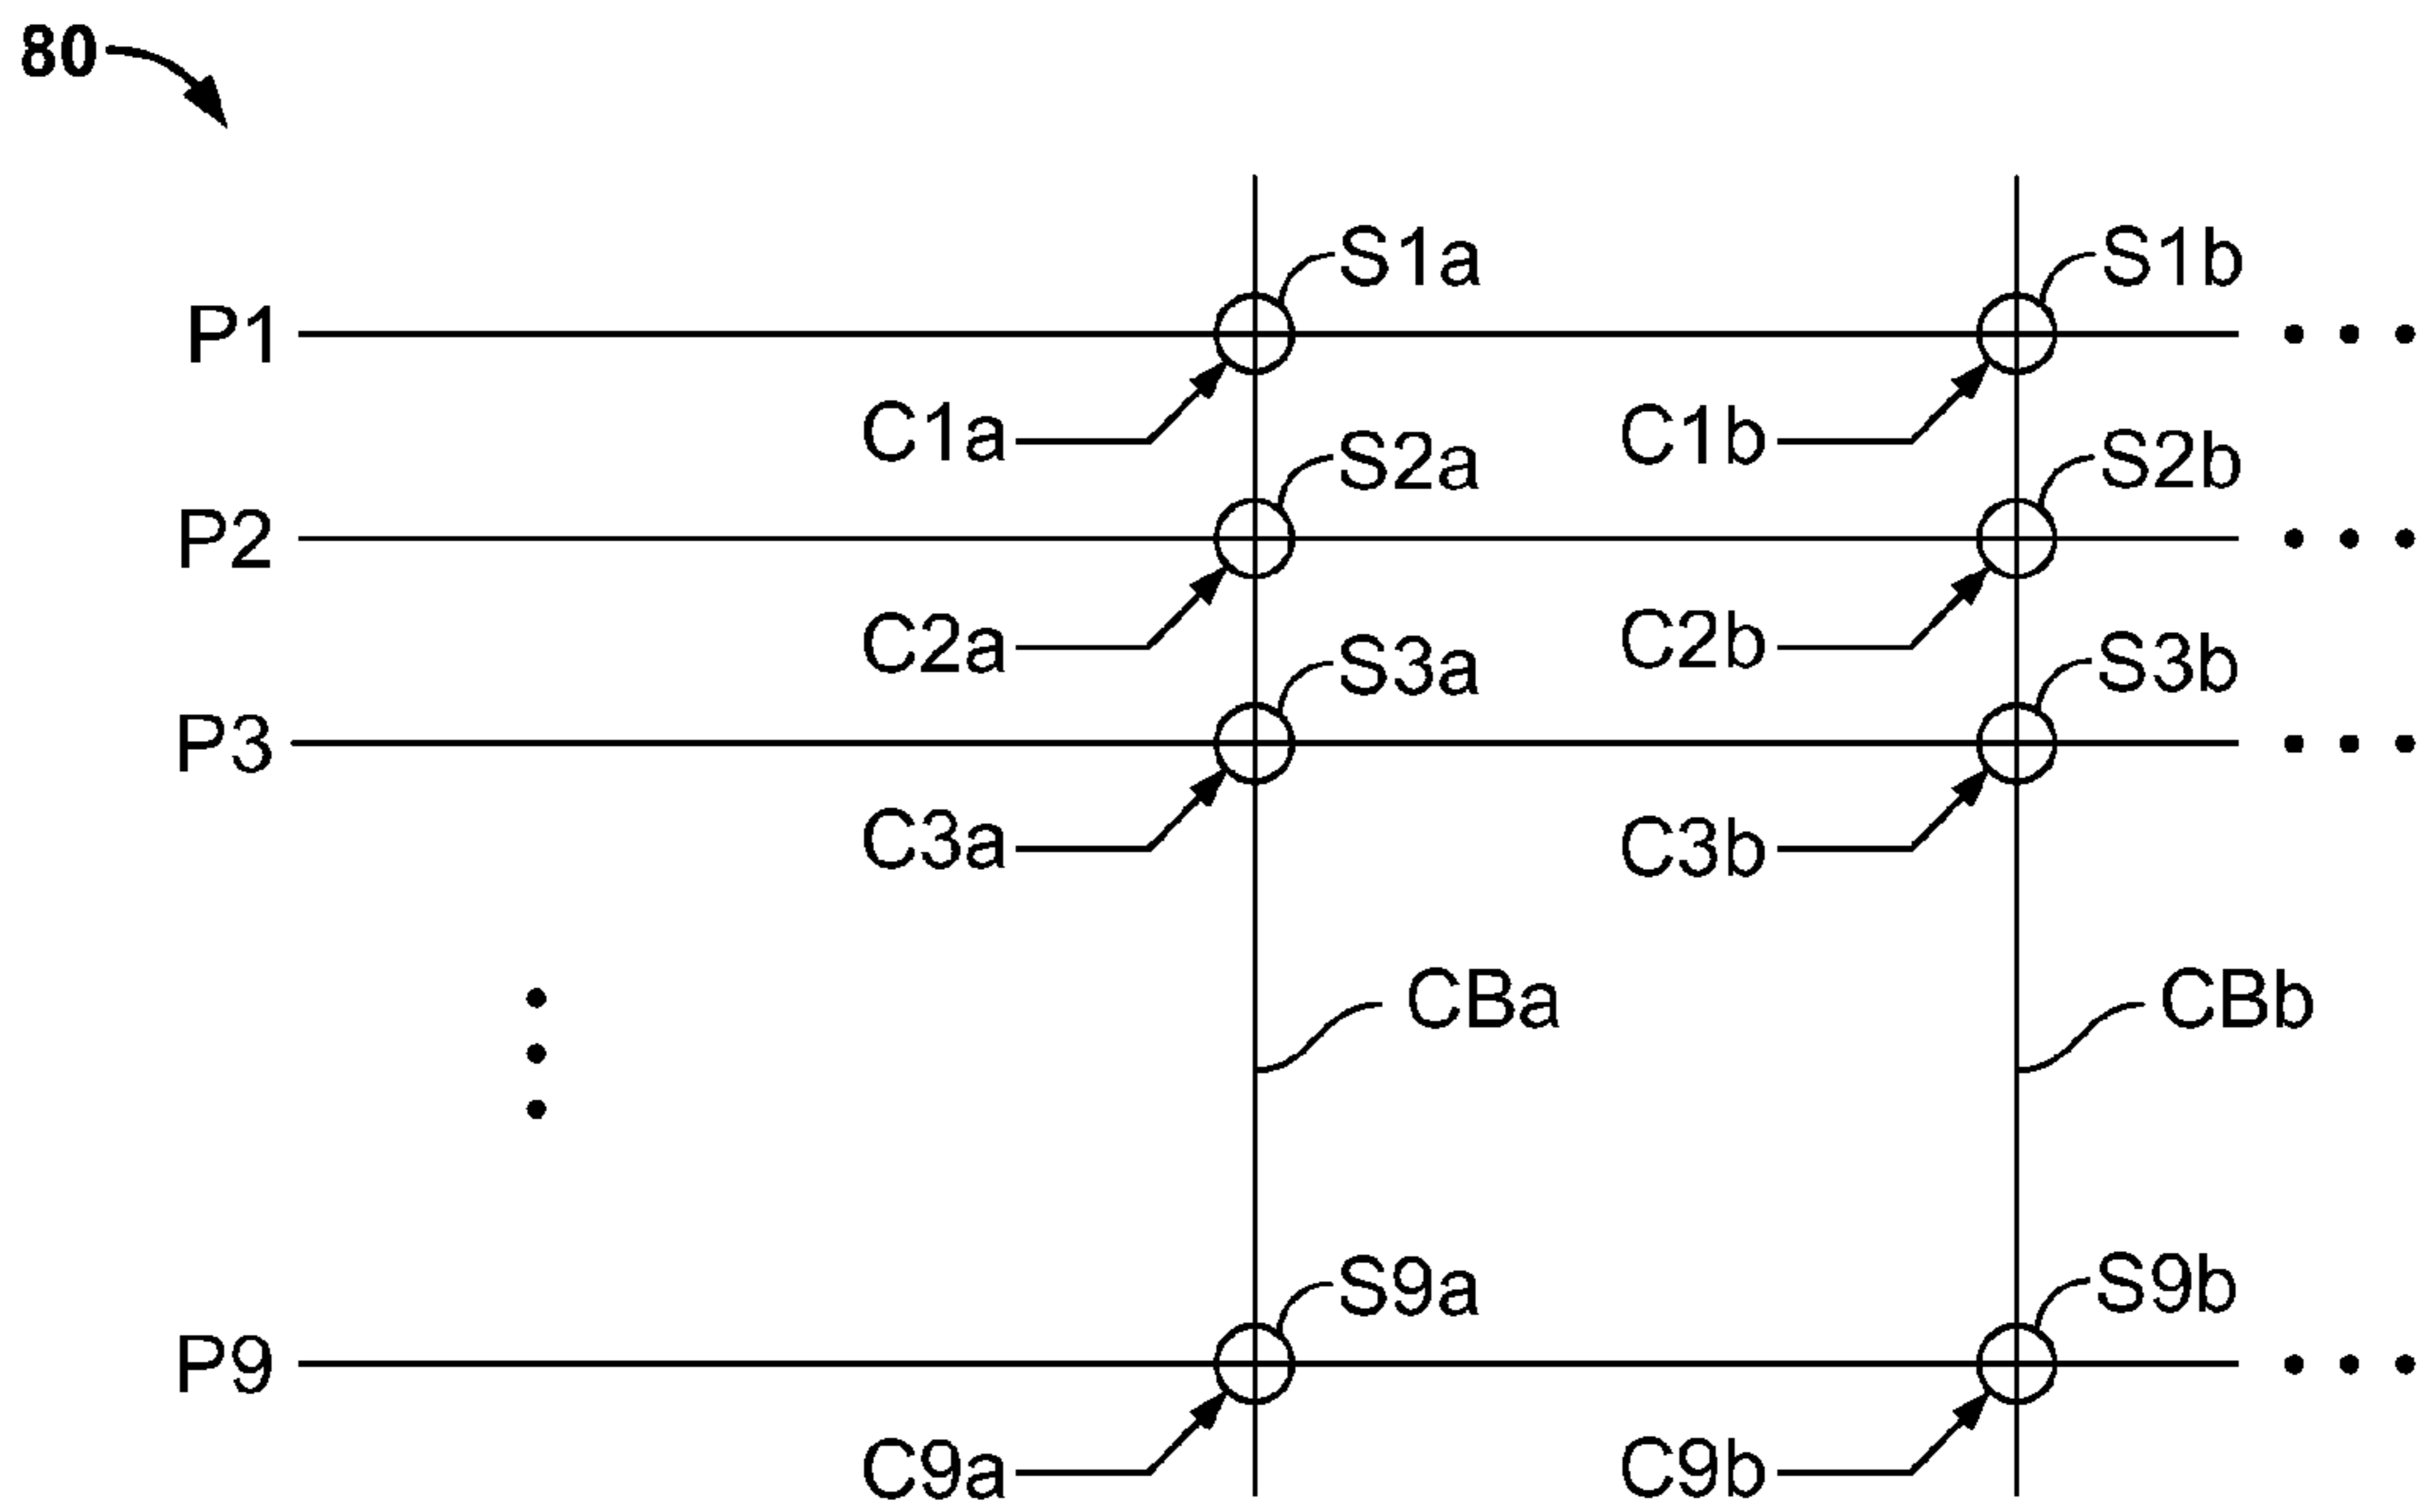 80
S1a S1b
P1
C1a C1b
S2a S2b
P2
C2a C2b
S3a S3b
P3
C3a C3b
CBa CBb
S9a S9b
P9
C9a C9b